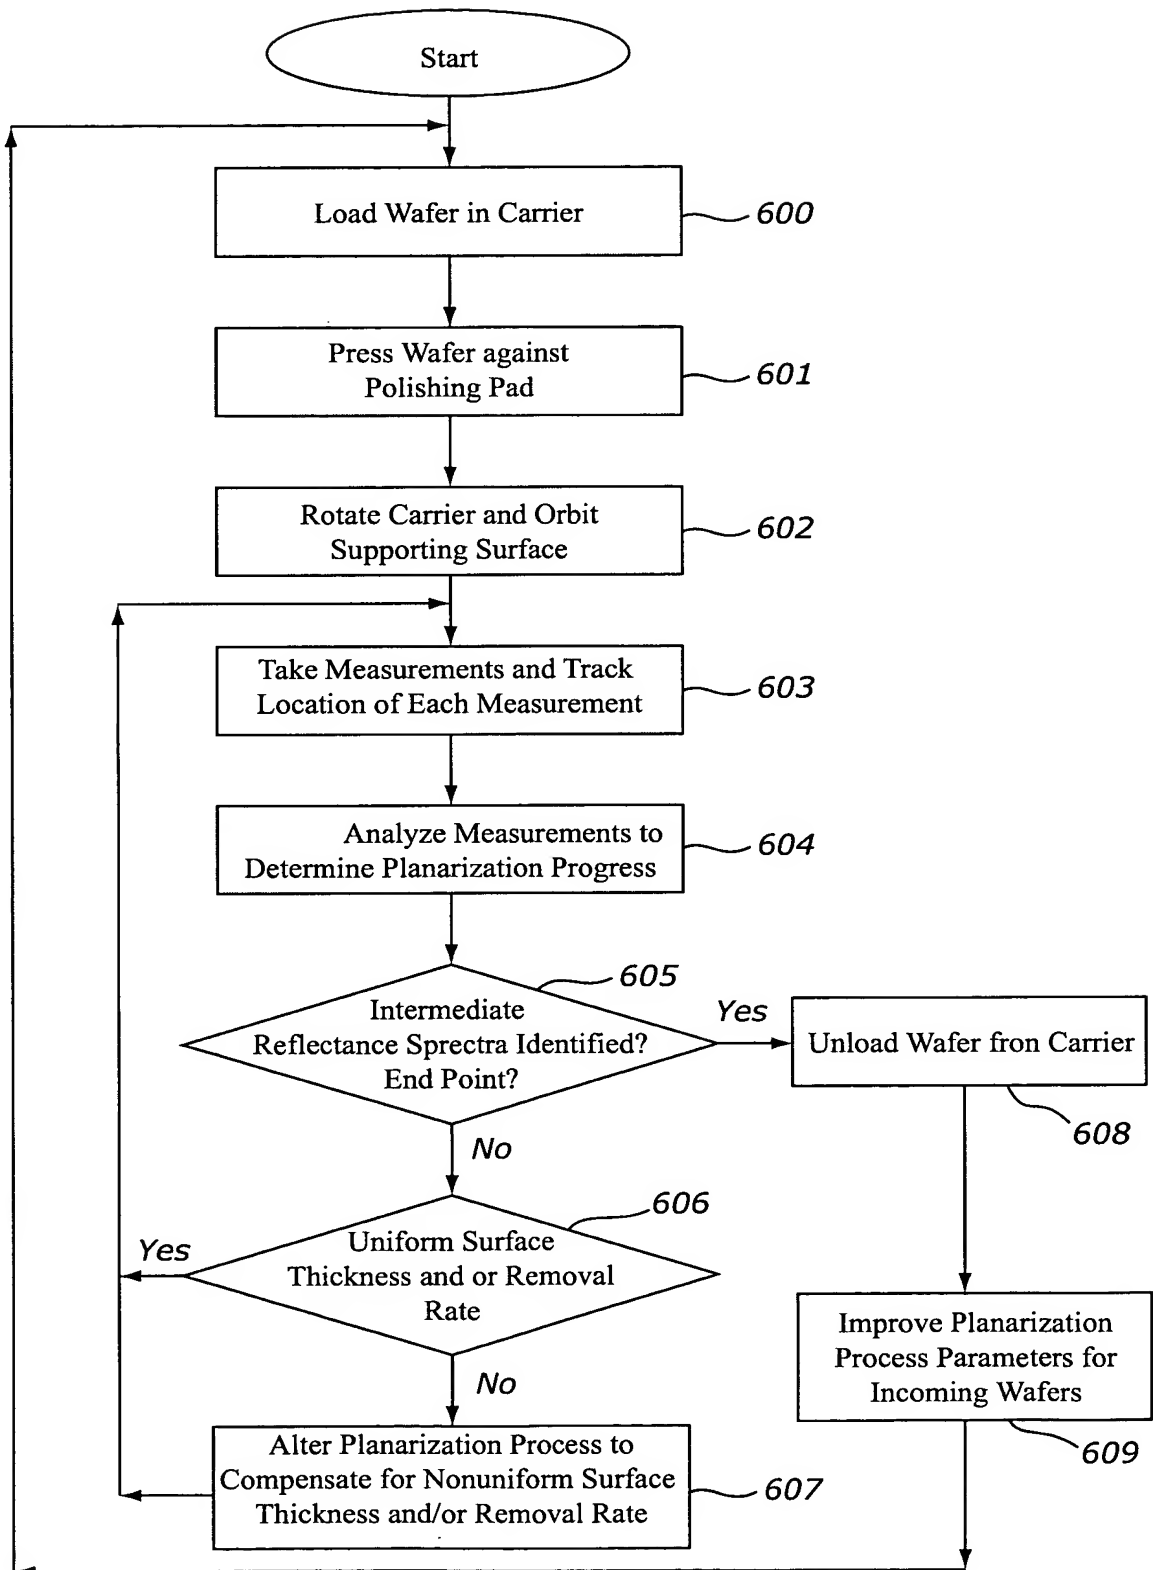 Start
Load Wafer in Carrier
600
Press Wafer against
Polishing Pad
601
Rotate Carrier and Orbit
Supporting Surface
602
Take Measurements and Track
Location of Each Measurement
603
Analyze Measurements to
Determine Planarization Progress
604
605
Intermediate
Reflectance Sprectra Identified?
End Point?
Yes
Unload Wafer fron Carrier
608
No
606
Uniform Surface
Thickness and or Removal
Rate
Yes
No
Improve Planarization
Process Parameters for
Incoming Wafers
609
Alter Planarization Process to
Compensate for Nonuniform Surface
Thickness and/or Removal Rate
607